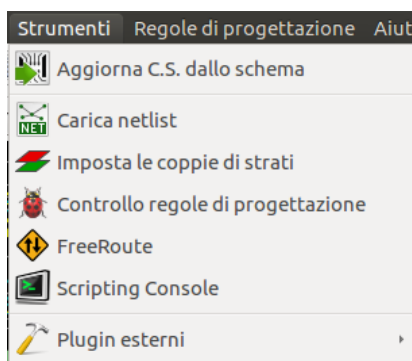 Strumenti Regole di progettazione Aiut
Aggiorna C.S. dallo schema
NET Carica netlist
Imposta le coppie di strati
Controllo regole di progettazione
FreeRoute
Scripting Console
Plugin esterni